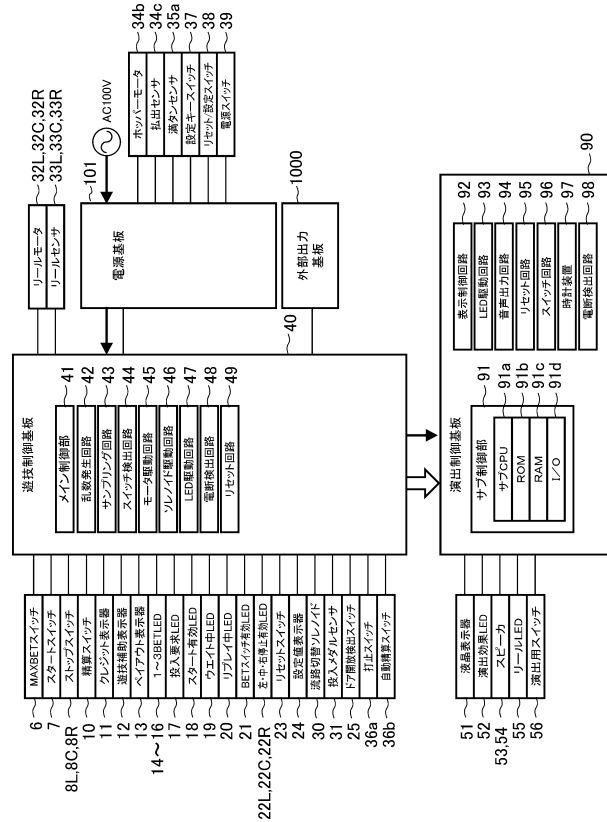 6 MAXBETスイッチ
7 スタートスイッチ
8L,8C,8R ストップスイッチ
10 精算スイッチ
11 クレジット表示器
12 遊技補助表示器
13 ペイアウト表示器
14～16 1～3BETLED
17 投入要求LED
18 スタート有効LED
19 ウエイト中LED
20 リプレイ中LED
21 BETスイッチ有効LED
22L,22C,22R 左・中・右停止有効LED
23 リセットスイッチ
24 設定値表示器
30 流路切替ソレノイド
31 投入メダルセンサ
25 ドア開放検出スイッチ
36a 打止スイッチ
36b 自動精算スイッチ
遊技制御基板
40
メイン制御部 41
乱数発生回路 42
サンプリング回路 43
スイッチ検出回路 44
モータ駆動回路 45
ソレノイド駆動回路 46
LED駆動回路 47
電断検出回路 48
リセット回路 49
リールモータ 32L,32C,32R
リールセンサ 33L,33C,33R
電源基板
101
AC100V
外部出力
基板
1000
ホッパーモータ 34b
払出センサ 34c
満タンセンサ 35a
設定キースイッチ 37
リセット/設定スイッチ 38
電源スイッチ 39
51 液晶表示器
52 演出効果LED
53,54 スピーカ
55 リールLED
56 演出用スイッチ
演出制御基板
90
サブ制御部
91
サブCPU 91a
ROM 91b
RAM 91c
I/O 91d
表示制御回路 92
LED駆動回路 93
音声出力回路 94
リセット回路 95
スイッチ回路 96
時計装置 97
電断検出回路 98